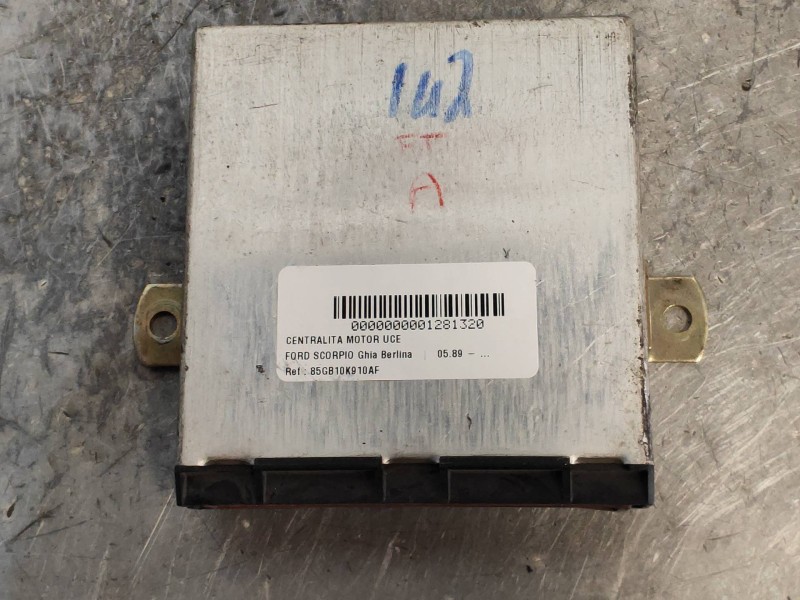 142
A
0000000001281320
CENTRALITA MOTOR UCE
FORD SCORPIO Ghia Berlina | 05.89 - ...
Ref : 85GB10K910AF